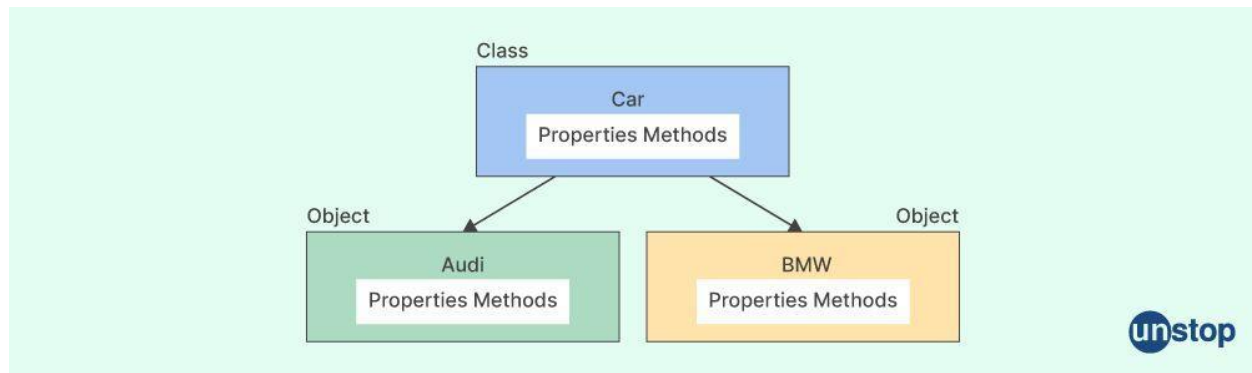 Class
Car
Properties Methods
Object
Object
Audi
BMW
Properties Methods
Properties Methods
unstop